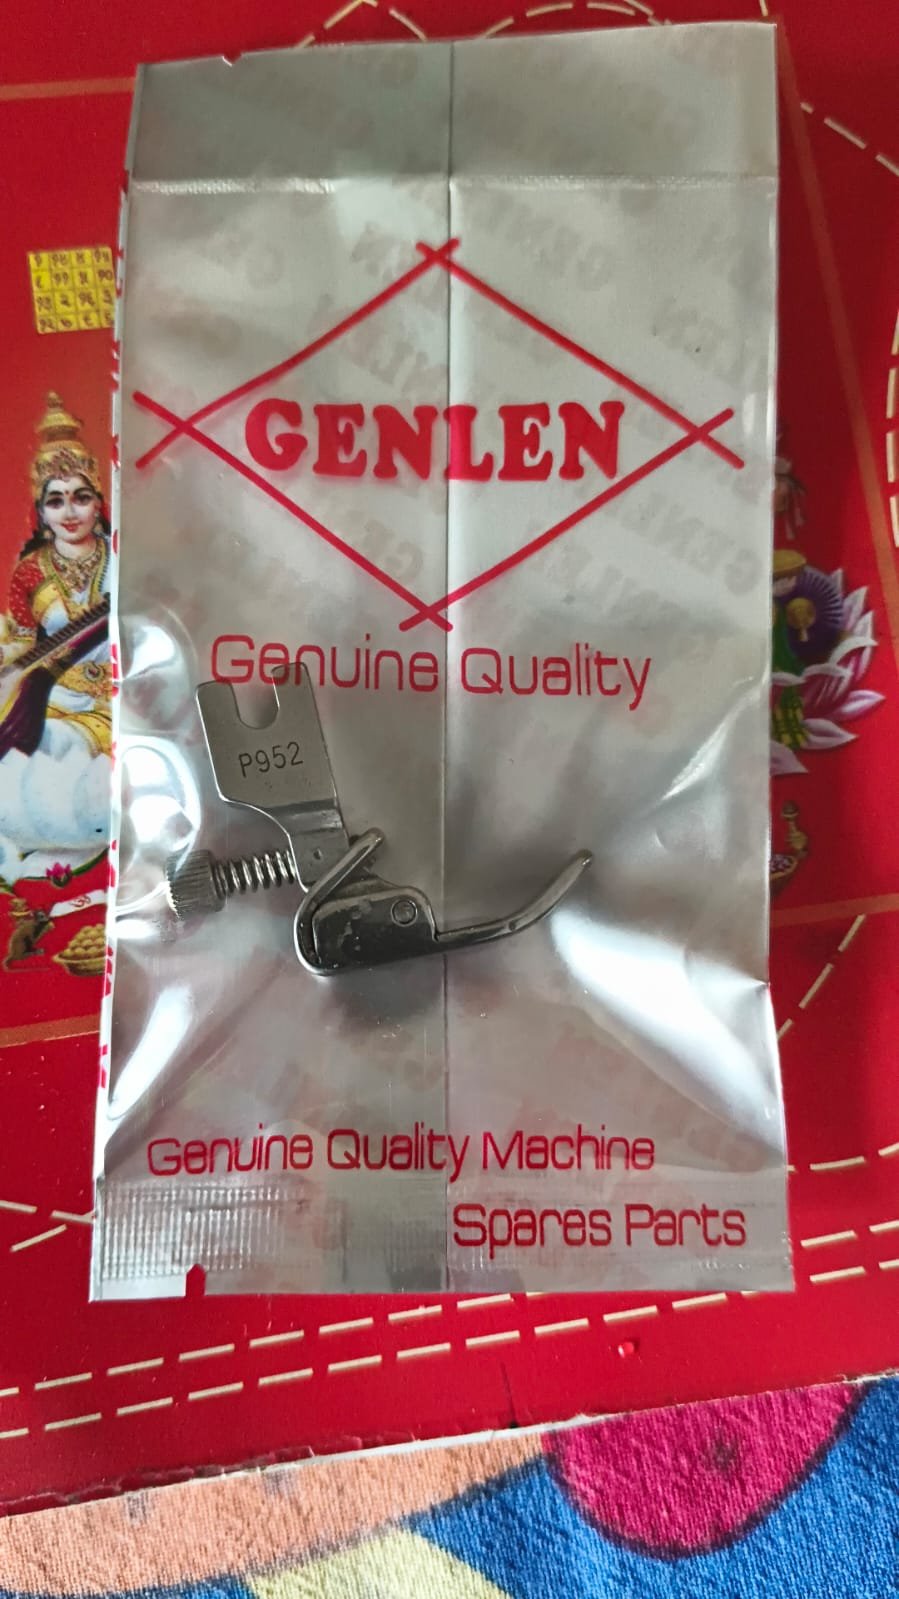 GENLEN
Genuine Quality
P952
Genuine Quality Machine
Spares Parts